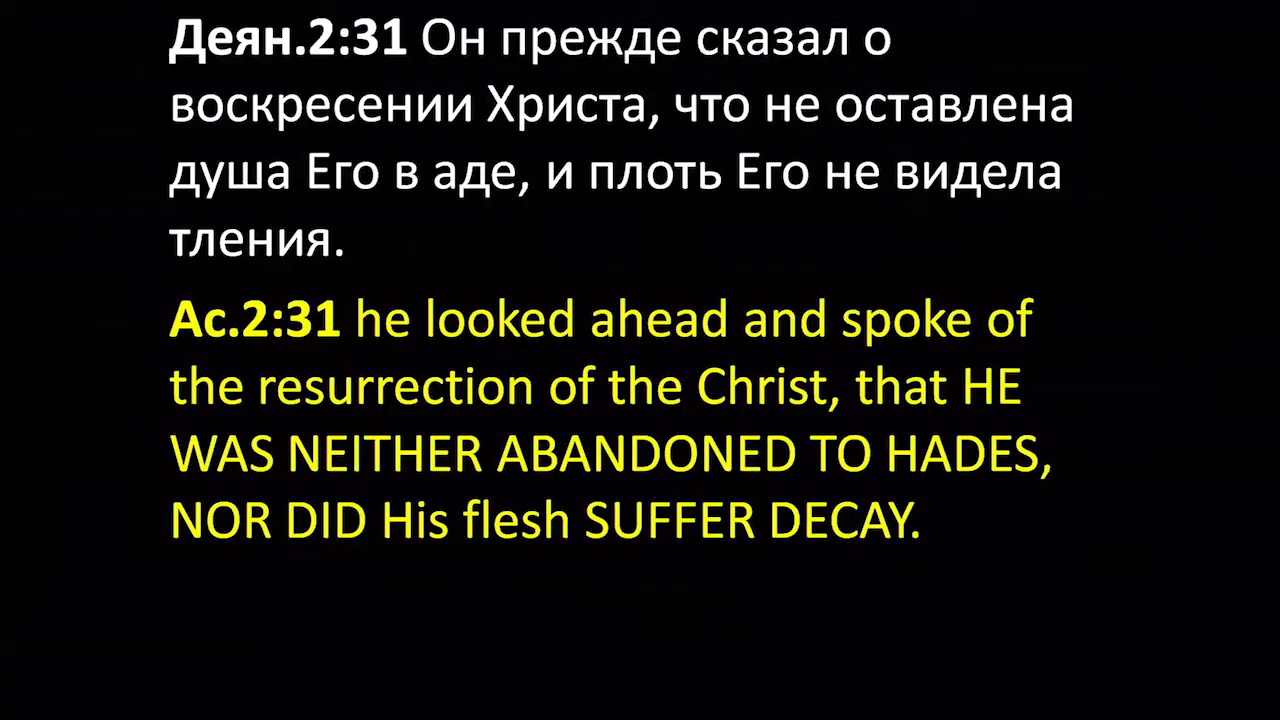 Деян.2:31 Он прежде сказал о
воскресении Христа, что не оставлена
душа Его в аде, и плоть Его не видела
тления.
Ac.2:31 he looked ahead and spoke of
the resurrection of the Christ, that HE
WAS NEITHER ABANDONED TO HADES,
NOR DID His flesh SUFFER DECAY.